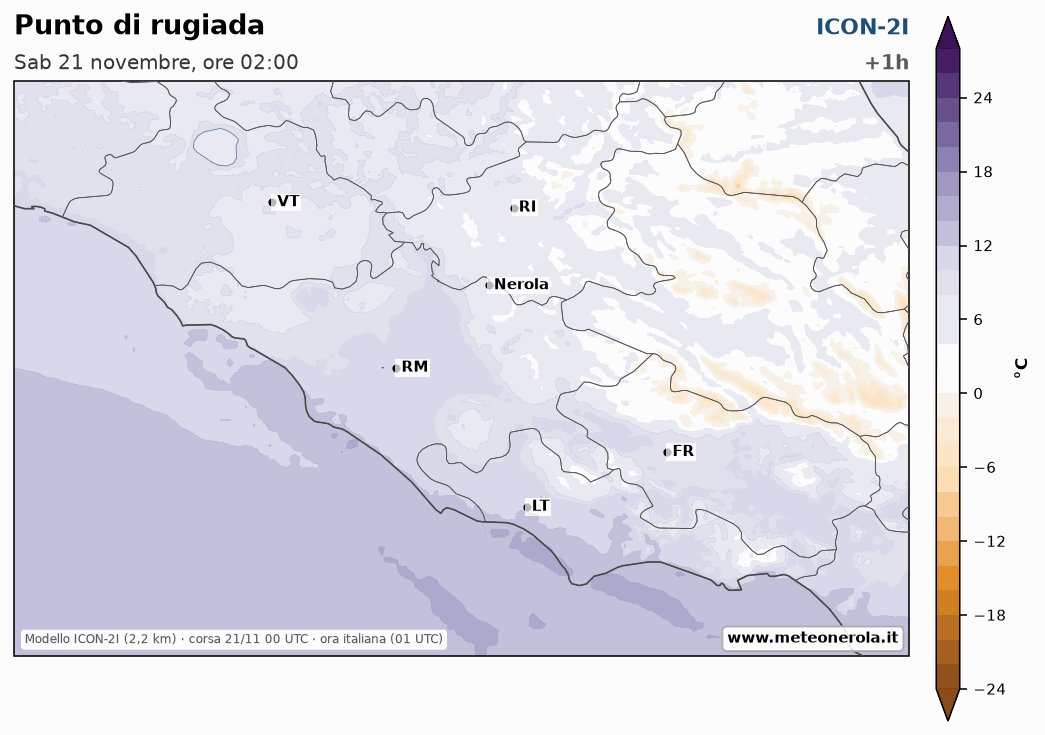 Punto di rugiada
ICON-2I
Sab 21 novembre, ore 02:00
+1h
VT
RI
Nerola
RM
FR
LT
24
18
12
6
0
−6
−12
−18
−24
°C
Modello ICON-2I (2,2 km) · corsa 21/11 00 UTC · ora italiana (01 UTC)
www.meteonerola.it